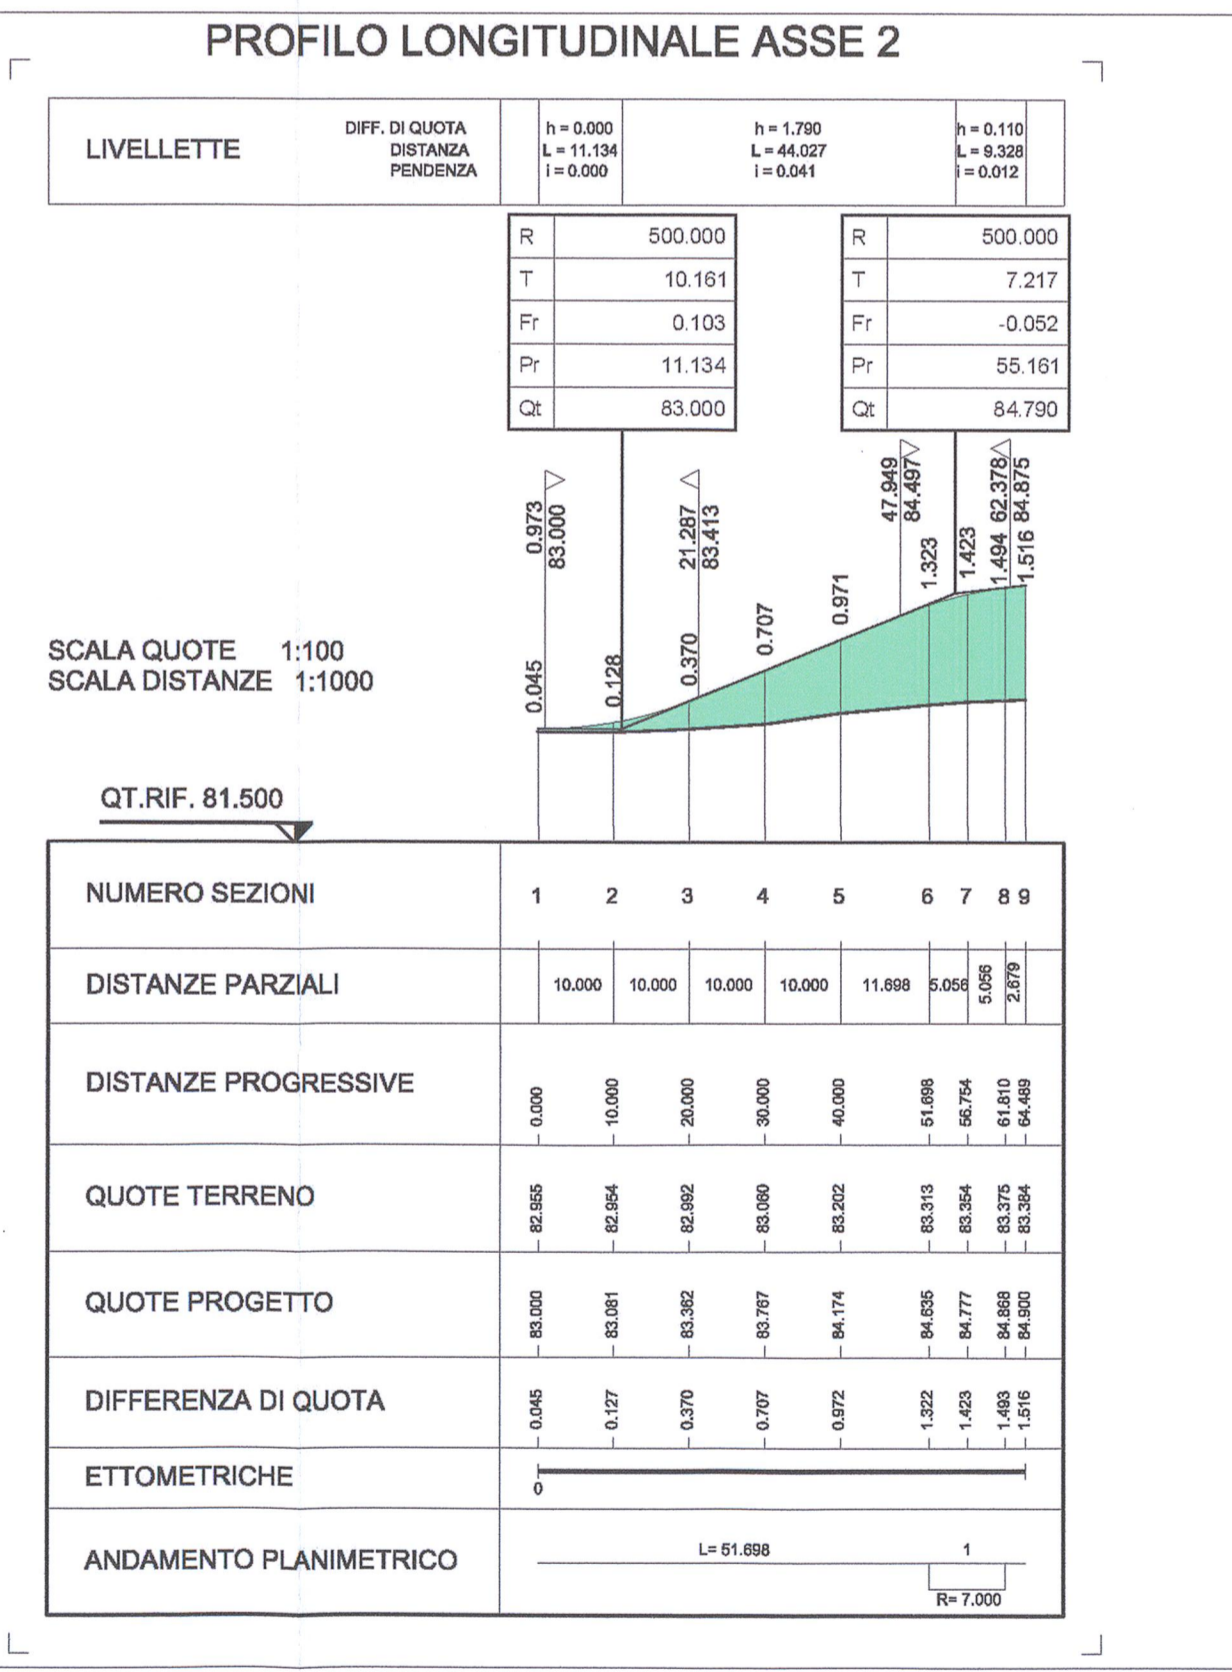 PROFILO LONGITUDINALE ASSE 2
LIVELLETTE
DIFF. DI QUOTA
DISTANZA
PENDENZA
h = 0.000
L = 11.134
i = 0.000
h = 1.790
L = 44.027
i = 0.041
h = 0.110
L = 9.328
i = 0.012
R 500.000
T 10.161
Fr 0.103
Pr 11.134
Qt 83.000
R 500.000
T 7.217
Fr -0.052
Pr 55.161
Qt 84.790
0.973
83.000
21.287
83.413
47.949
84.497
62.378
84.875
0.045
0.128
0.370
0.707
0.971
1.323
1.423
1.494
1.516
SCALA QUOTE 1:100
SCALA DISTANZE 1:1000
QT.RIF. 81.500
NUMERO SEZIONI 1 2 3 4 5 6 7 8 9
DISTANZE PARZIALI 10.000 10.000 10.000 10.000 11.698 5.056 5.056 2.679
DISTANZE PROGRESSIVE 0.000 10.000 20.000 30.000 40.000 51.698 56.754 61.810 64.489
QUOTE TERRENO 82.955 82.954 82.992 83.060 83.202 83.313 83.354 83.375 83.384
QUOTE PROGETTO 83.000 83.081 83.362 83.767 84.174 84.635 84.777 84.868 84.900
DIFFERENZA DI QUOTA 0.045 0.127 0.370 0.707 0.972 1.322 1.423 1.493 1.516
ETTOMETRICHE 0
ANDAMENTO PLANIMETRICO L= 51.698 1
R= 7.000